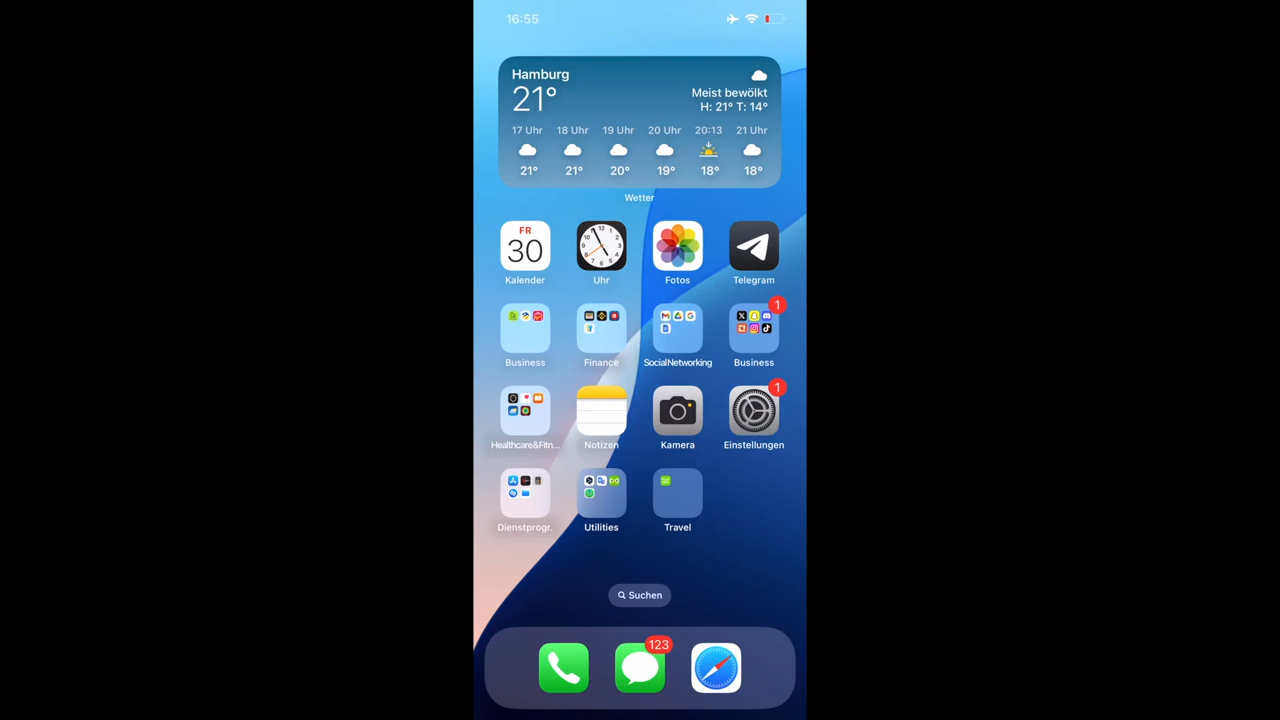 16:55
Hamburg
21°
Meist bewölkt
H: 21° T: 14°
17 Uhr 18 Uhr 19 Uhr 20 Uhr 20:13 21 Uhr
21° 21° 20° 19° 18° 18°
Wetter
FR
30
Kalender Uhr Fotos Telegram
1
Business Finance SocialNetworking Business
1
Healthcare&Fitn... Notizen Kamera Einstellungen
Dienstprogr. Utilities Travel
Suchen
123